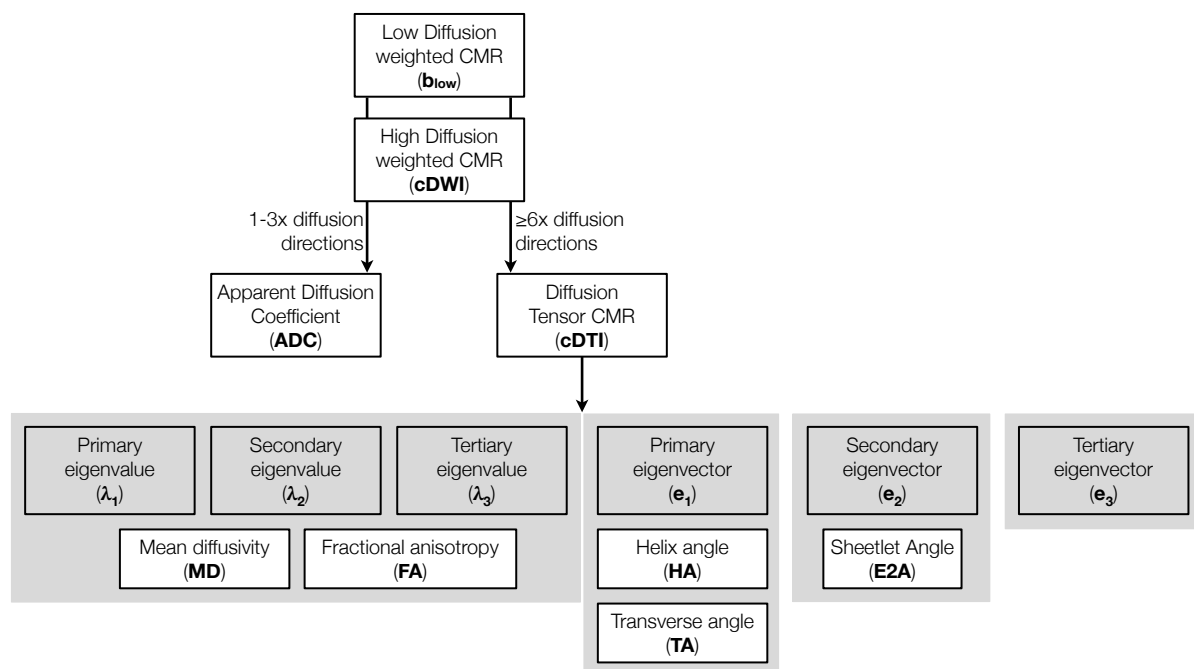 Low Diffusion
weighted CMR
(b_low)
High Diffusion
weighted CMR
(cDWI)
1-3x diffusion
directions
≥6x diffusion
directions
Apparent Diffusion
Coefficient
(ADC)
Diffusion
Tensor CMR
(cDTI)
Primary
eigenvalue
(λ₁)
Secondary
eigenvalue
(λ₂)
Tertiary
eigenvalue
(λ₃)
Primary
eigenvector
(e₁)
Secondary
eigenvector
(e₂)
Tertiary
eigenvector
(e₃)
Mean diffusivity
(MD)
Fractional anisotropy
(FA)
Helix angle
(HA)
Sheetlet Angle
(E2A)
Transverse angle
(TA)